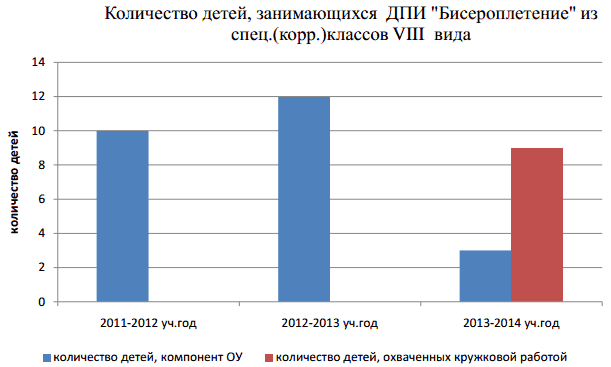 Количество детей, занимающихся ДПИ "Бисероплетение" из
спец.(корр.)классов VIII вида
количество детей
14
12
10
8
6
4
2
0
2011-2012 уч.год 2012-2013 уч.год 2013-2014 уч.год
количество детей, компонент ОУ количество детей, охваченных кружковой работой